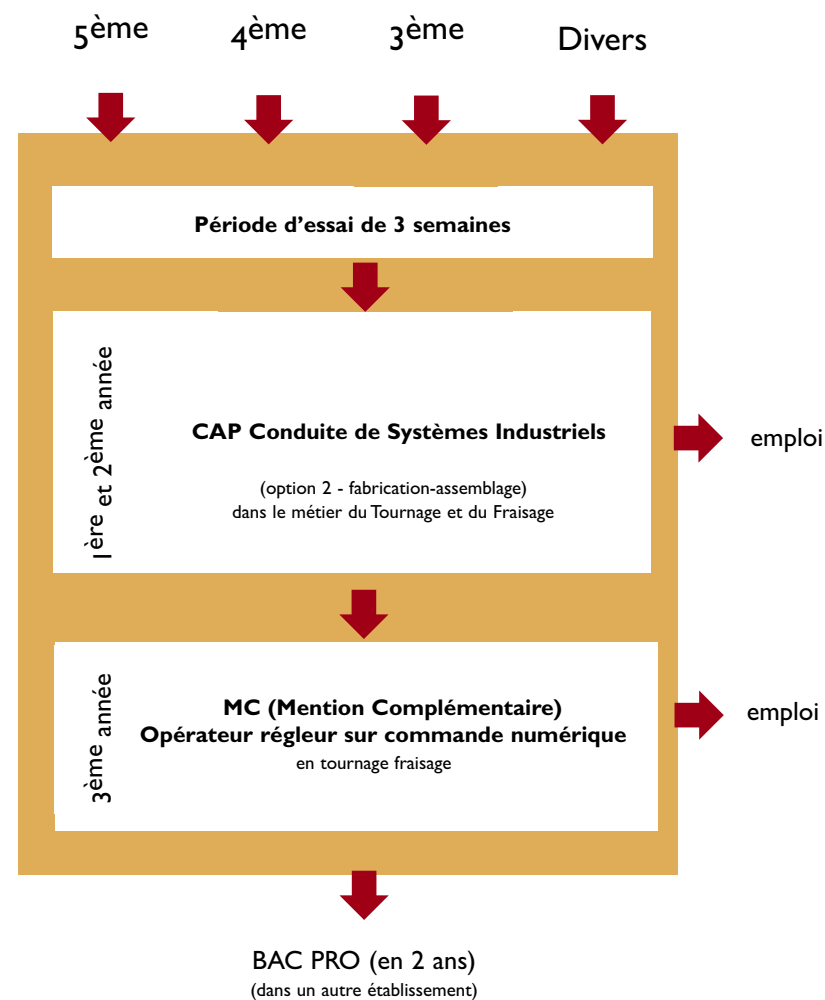 5ème 4ème 3ème Divers
Période d'essai de 3 semaines
1ère et 2ème année
CAP Conduite de Systèmes Industriels
(option 2 - fabrication-assemblage)
dans le métier du Tournage et du Fraisage
emploi
3ème année
MC (Mention Complémentaire)
Opérateur régleur sur commande numérique
en tournage fraisage
emploi
BAC PRO (en 2 ans)
(dans un autre établissement)